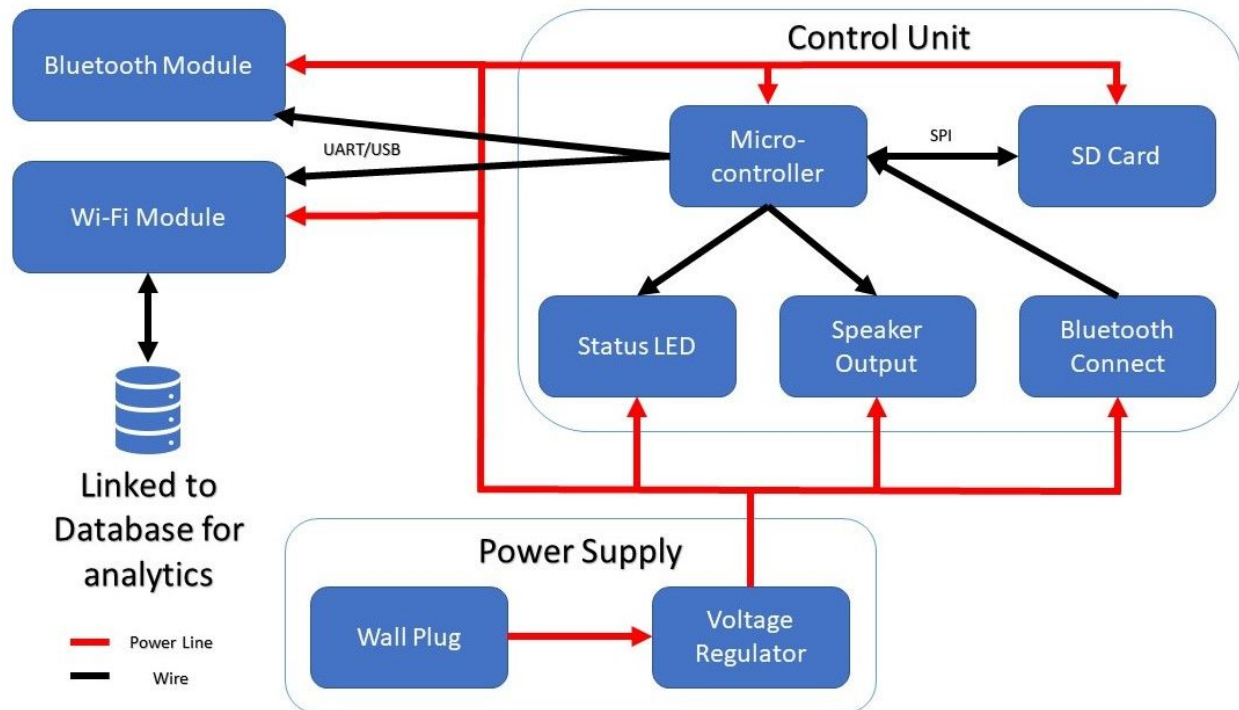 Control Unit
Bluetooth Module
Micro-
controller
SPI
SD Card
UART/USB
Wi-Fi Module
Status LED
Speaker
Output
Bluetooth
Connect
Linked to
Database for
analytics
Power Supply
Wall Plug
Voltage
Regulator
Power Line
Wire